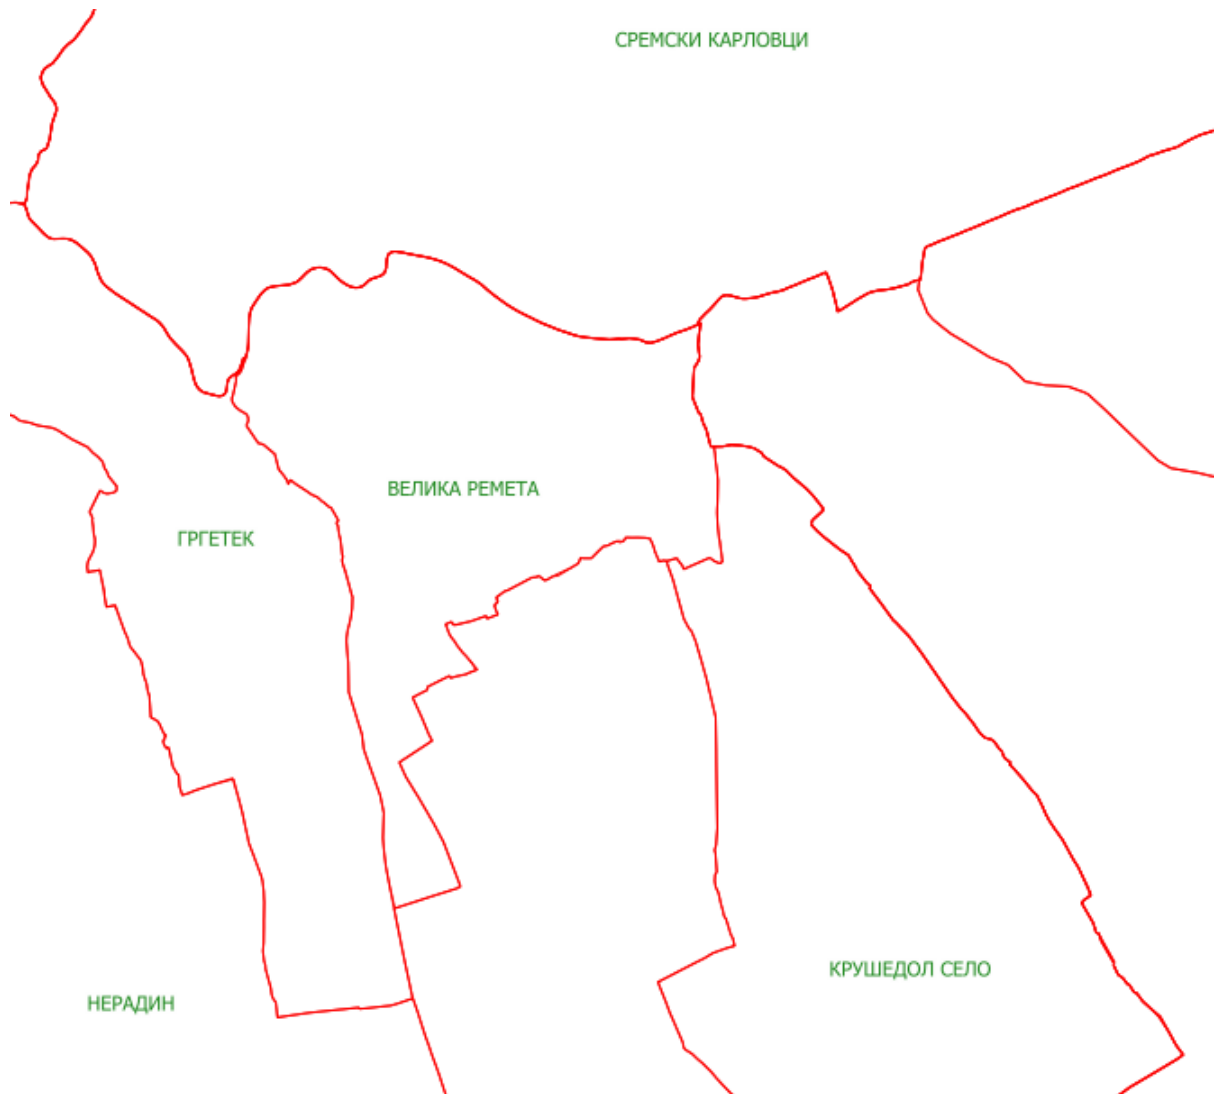 СРЕМСКИ КАРЛОВЦИ
ВЕЛИКА РЕМЕТА
ГРГЕТЕК
КРУШЕДОЛ СЕЛО
НЕРАДИН